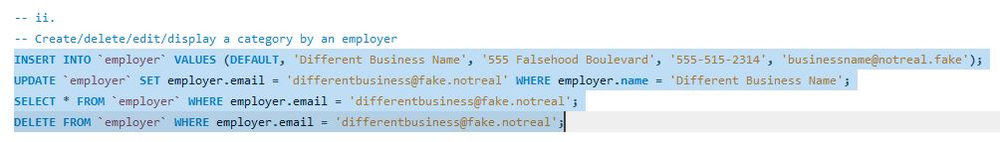 -- ii.
-- Create/delete/edit/display a category by an employer
INSERT INTO `employer` VALUES (DEFAULT, 'Different Business Name', '555 Falsehood Boulevard', '555-515-2314', 'businessname@notreal.fake');
UPDATE `employer` SET employer.email = 'differentbusiness@fake.notreal' WHERE employer.name = 'Different Business Name';
SELECT * FROM `employer` WHERE employer.email = 'differentbusiness@fake.notreal';
DELETE FROM `employer` WHERE employer.email = 'differentbusiness@fake.notreal';